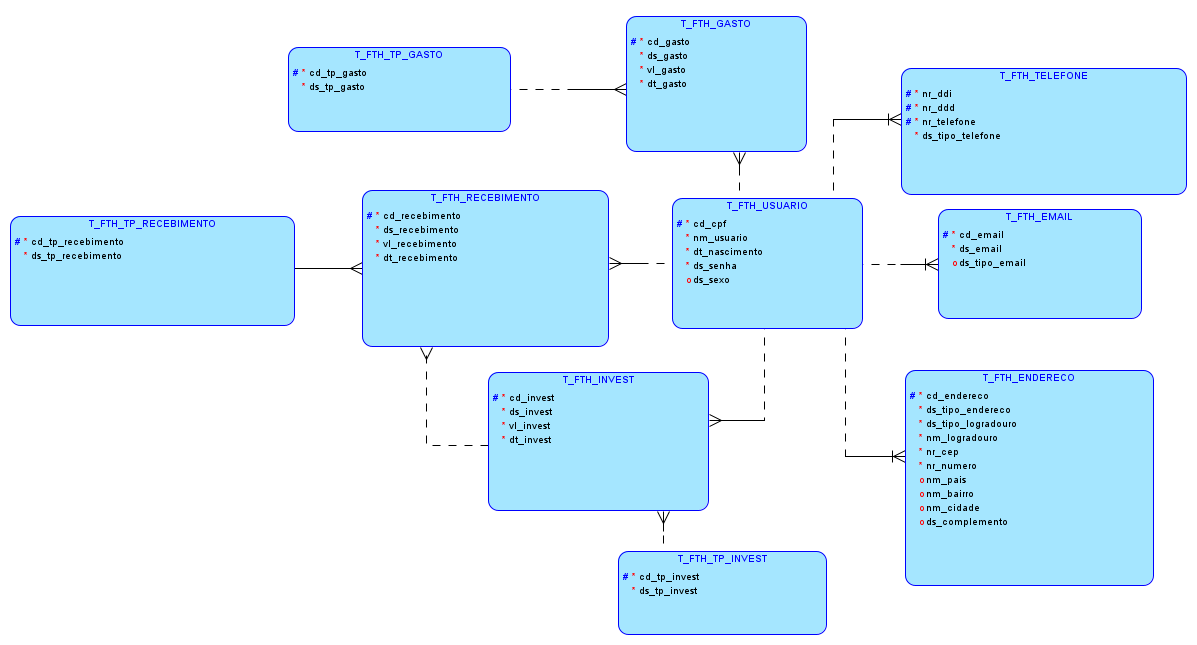 T_FTH_GASTO
# * cd_gasto
* ds_gasto
* vl_gasto
* dt_gasto
T_FTH_TP_GASTO
# * cd_tp_gasto
* ds_tp_gasto
T_FTH_TELEFONE
# * nr_ddi
# * nr_ddd
# * nr_telefone
* ds_tipo_telefone
T_FTH_RECEBIMENTO
# * cd_recebimento
* ds_recebimento
* vl_recebimento
* dt_recebimento
T_FTH_USUARIO
# * cd_cpf
* nm_usuario
* dt_nascimento
* ds_senha
o ds_sexo
T_FTH_EMAIL
# * cd_email
* ds_email
o ds_tipo_email
T_FTH_TP_RECEBIMENTO
# * cd_tp_recebimento
* ds_tp_recebimento
T_FTH_INVEST
# * cd_invest
* ds_invest
* vl_invest
* dt_invest
T_FTH_ENDERECO
# * cd_endereco
* ds_tipo_endereco
* ds_tipo_logradouro
* nm_logradouro
* nr_cep
* nr_numero
o nm_pais
o nm_bairro
o nm_cidade
o ds_complemento
T_FTH_TP_INVEST
# * cd_tp_invest
* ds_tp_invest